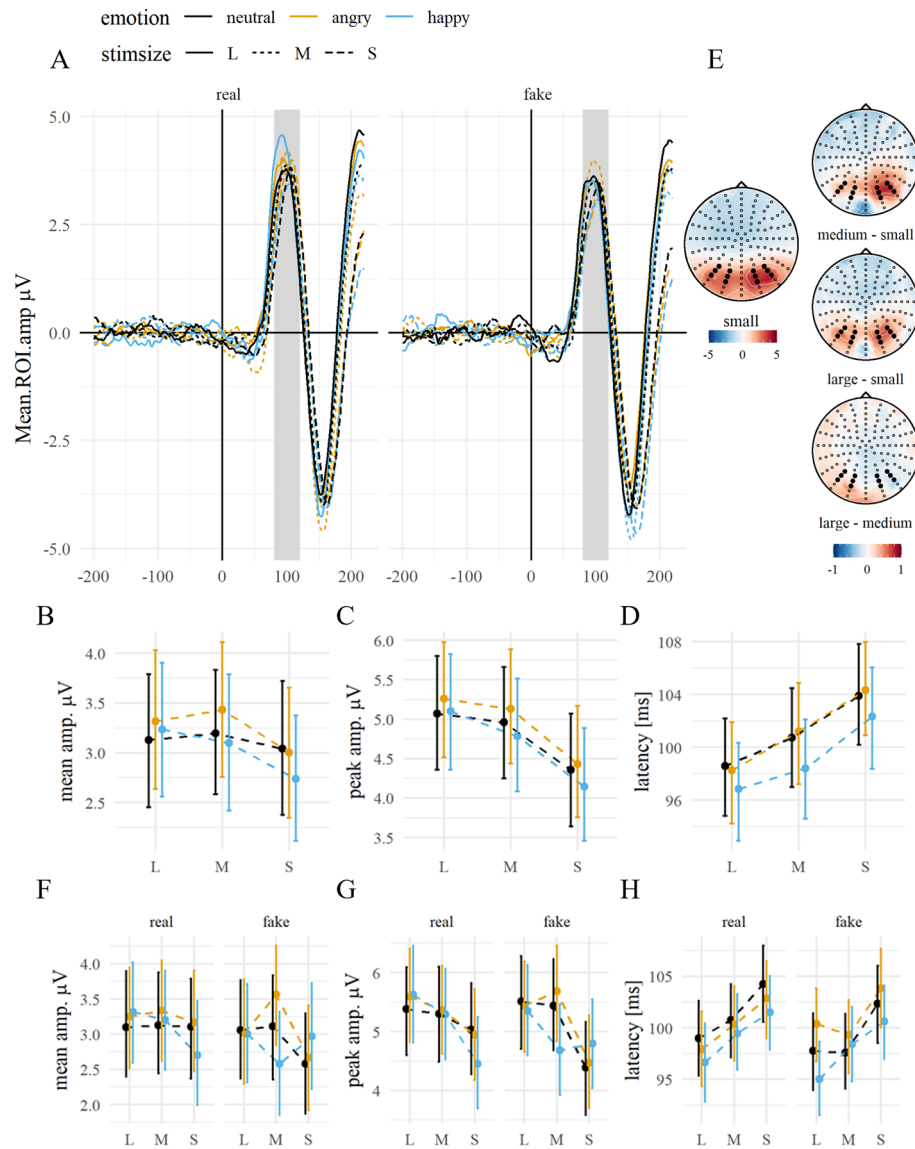 emotion neutral angry happy
stimsize L M S
A E
real fake
5.0
2.5
0.0
-2.5
-5.0
Mean.ROI.amp μV
-200 -100 0 100 200 -200 -100 0 100 200
small
-5 0 5
medium - small
large - small
large - medium
-1 0 1
B C D
mean amp. μV
4.0
3.5
3.0
2.5
L M S
peak amp. μV
6.0
5.5
5.0
4.5
4.0
3.5
L M S
latency [ms]
108
104
100
96
L M S
F G H
real fake
mean amp. μV
4.0
3.5
3.0
2.5
2.0
L M S L M S
real fake
peak amp. μV
6
5
4
L M S L M S
real fake
latency [ms]
105
100
95
L M S L M S